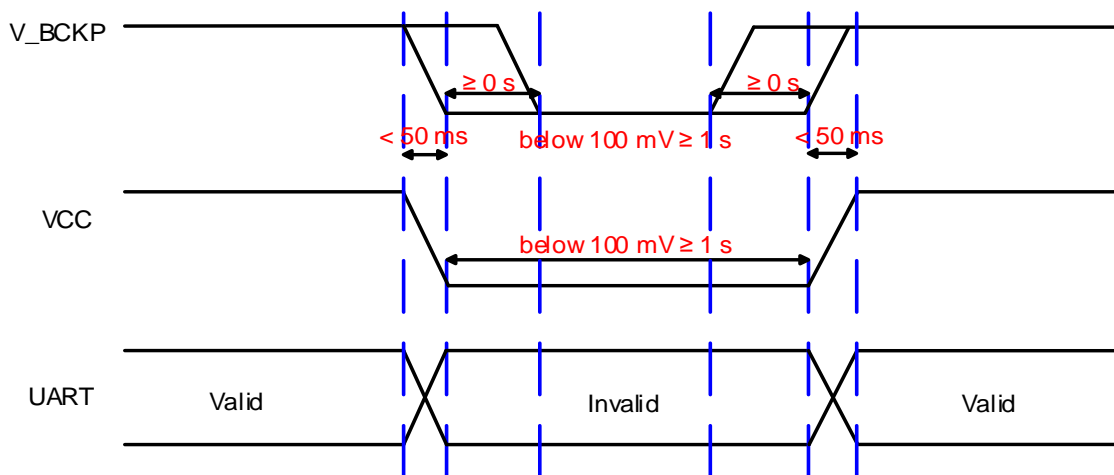 V_BCKP
≥ 0 s
≥ 0 s
< 50 ms
below 100 mV ≥ 1 s
< 50 ms
VCC
below 100 mV ≥ 1 s
UART
Valid
Invalid
Valid